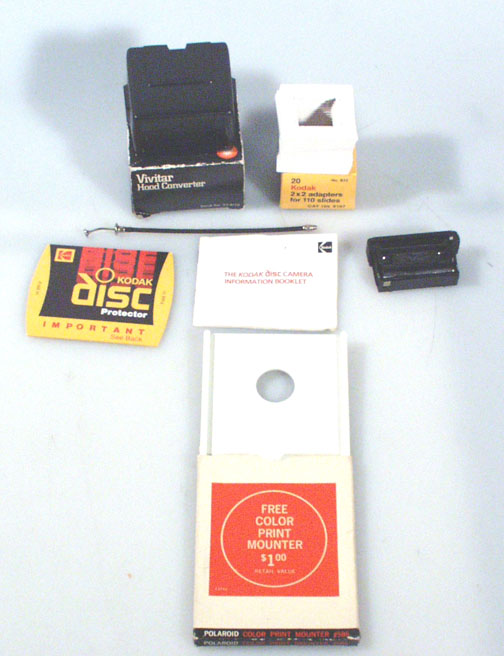 Vivitar
Hood Converter
20
Kodak
2x2 adapters
for 110 slides
THE KODAK DISC CAMERA
INFORMATION BOOKLET
KODAK
disc
Protector
IMPORTANT
See Back
FREE
COLOR
PRINT
MOUNTER
$1.00
RETAIL VALUE
POLAROID COLOR PRINT MOUNTER #585